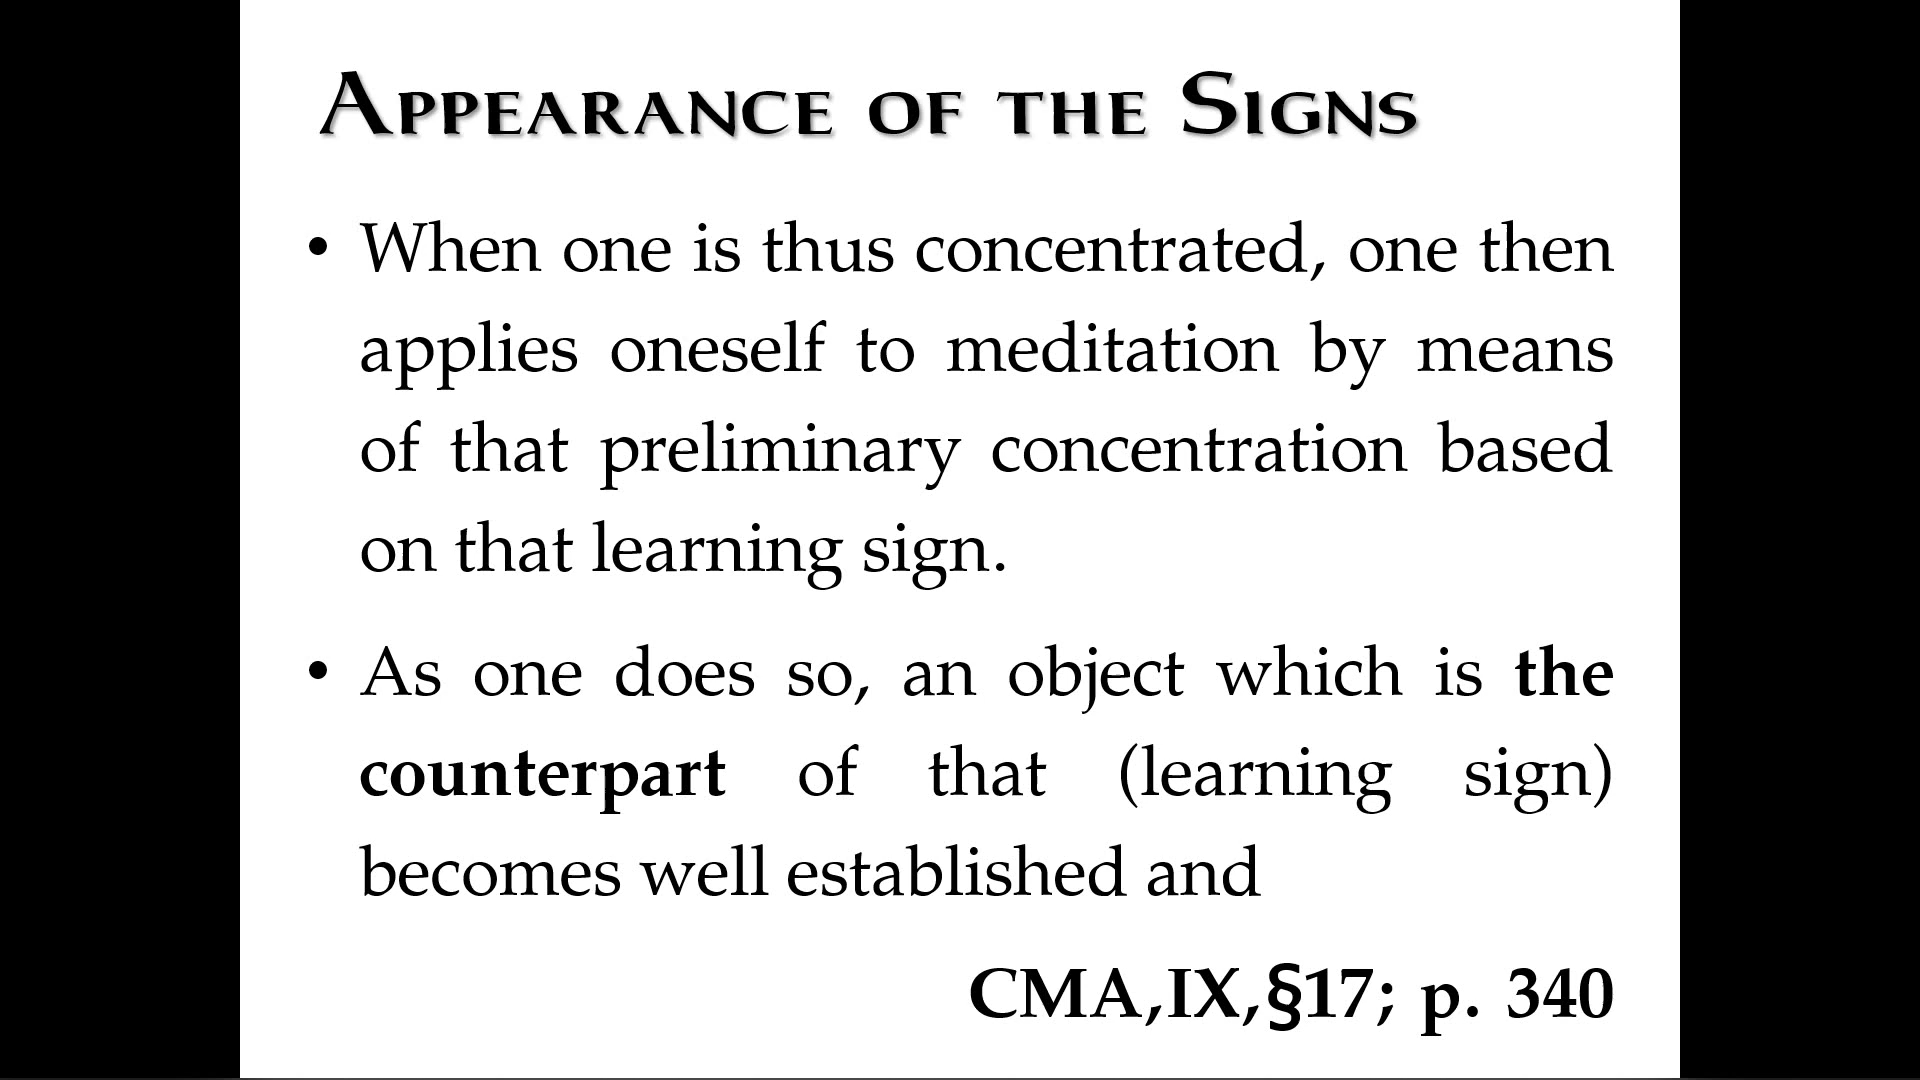 Appearance of the Signs
• When one is thus concentrated, one then
applies oneself to meditation by means
of that preliminary concentration based
on that learning sign.
• As one does so, an object which is the
counterpart of that (learning sign)
becomes well established and
CMA,IX,§17; p. 340